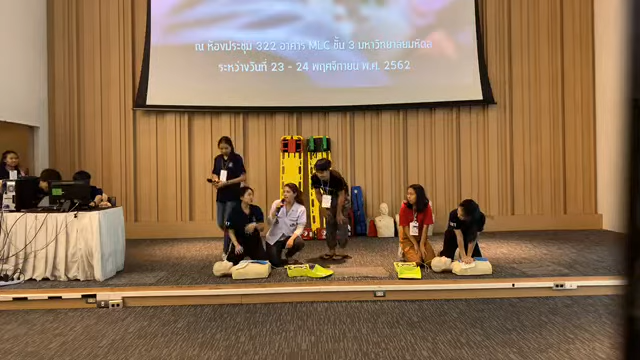 ณ ห้องประชุม 322 อาคาร MLC ชั้น 3 มหาวิทยาลัยมหิดล
ระหว่างวันที่ 23 - 24 พฤศจิกายน พ.ศ. 2562